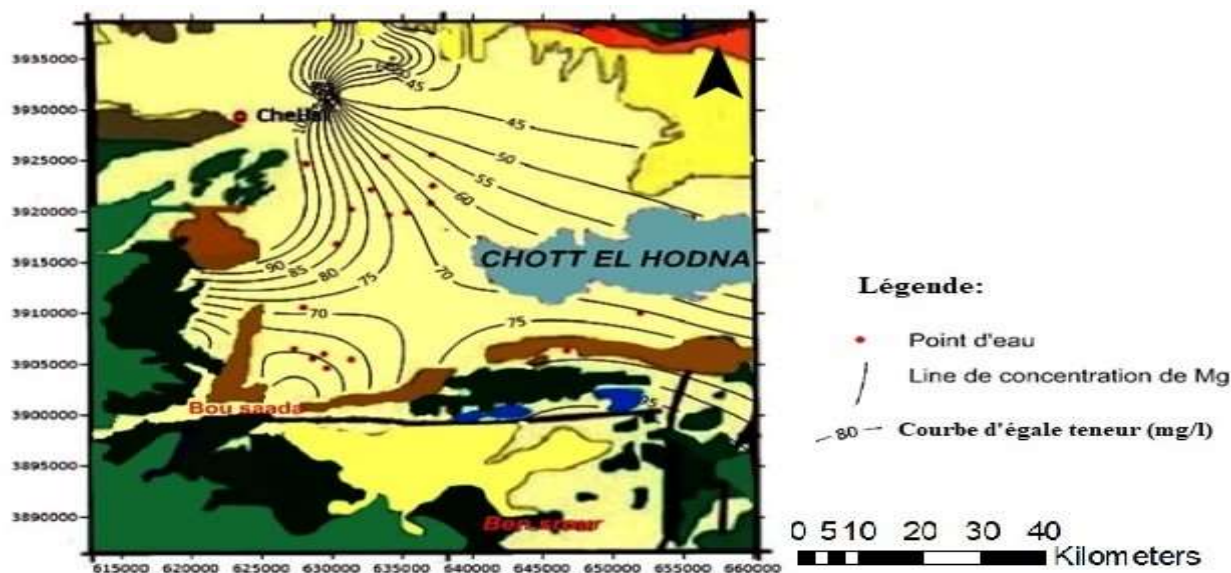 3935000
3930000
3925000
3920000
3915000
3910000
3905000
3900000
3895000
3890000
45
45
50
55
60
90
85
80
75
70
70
75
CHOTT EL HODNA
Bou saada
615000 620000 625000 630000 635000 640000 645000 650000 655000 660000
Légende:
Point d'eau
Line de concentration de Mg
80 Courbe d'égale teneur (mg/l)
0 5 10 20 30 40
Kilometers